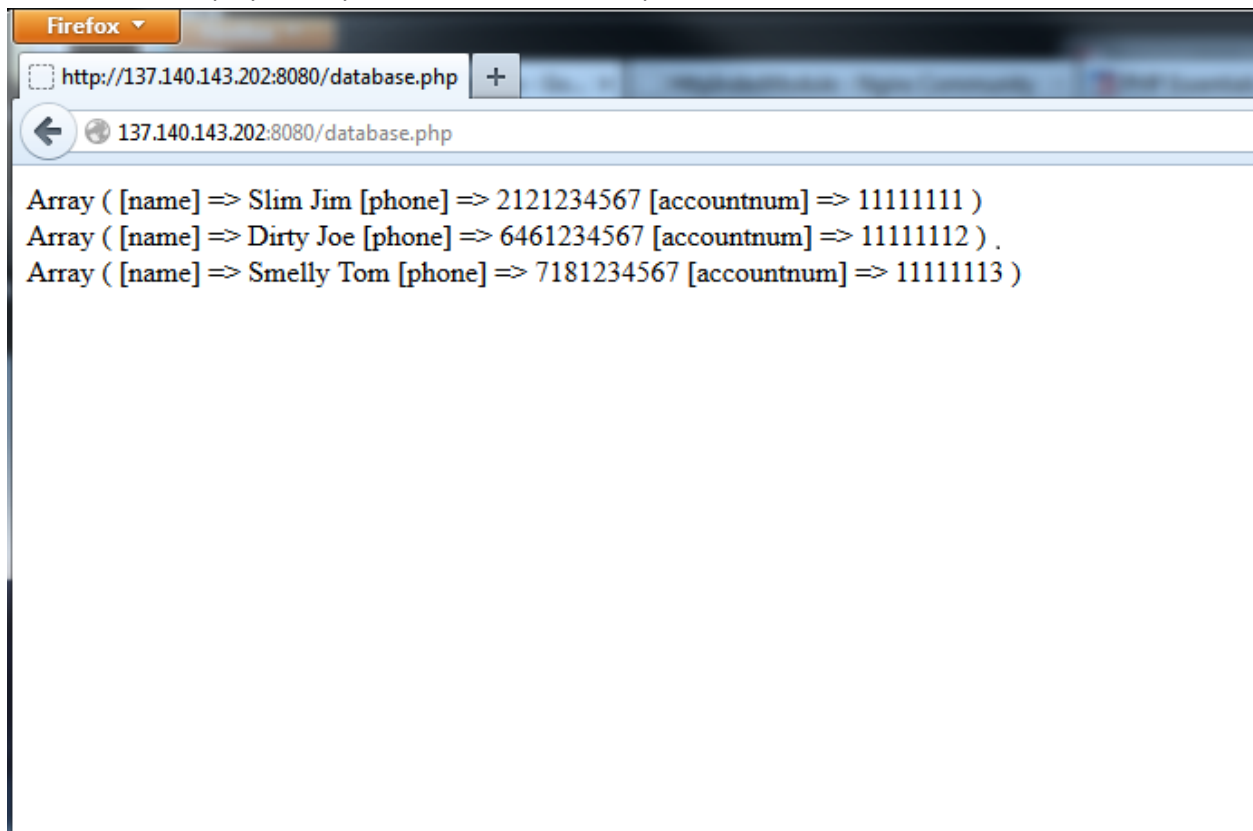 Firefox
http://137.140.143.202:8080/database.php +
137.140.143.202:8080/database.php
Array ( [name] => Slim Jim [phone] => 2121234567 [accountnum] => 11111111 )
Array ( [name] => Dirty Joe [phone] => 6461234567 [accountnum] => 11111112 ) .
Array ( [name] => Smelly Tom [phone] => 7181234567 [accountnum] => 11111113 )